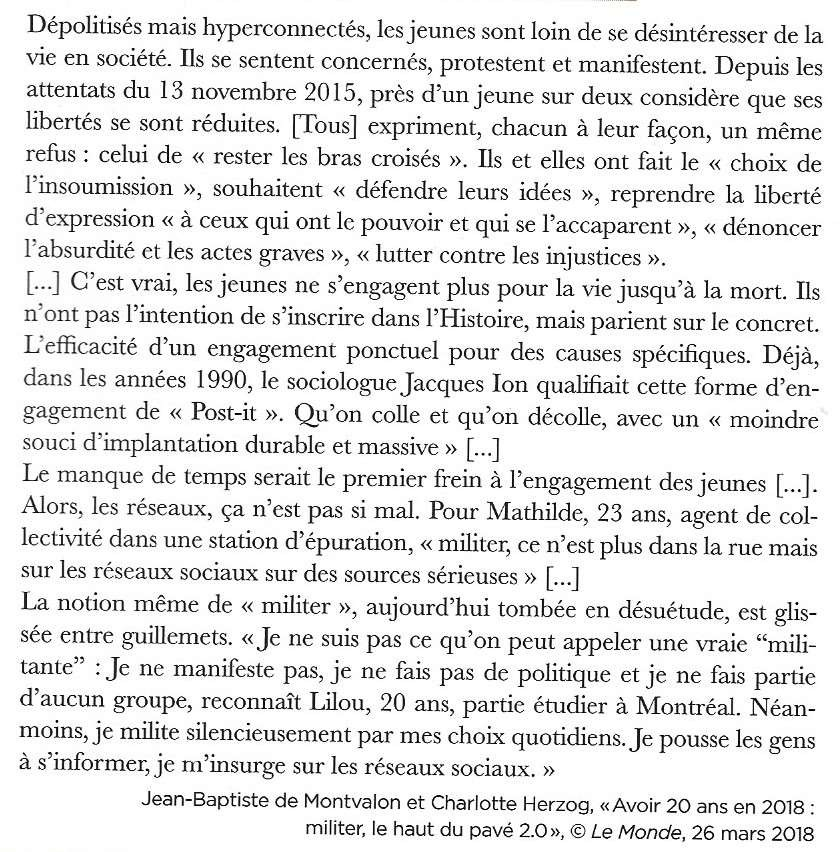 Dépolitisés mais hyperconnectés, les jeunes sont loin de se désintéresser de la
vie en société. Ils se sentent concernés, protestent et manifestent. Depuis les
attentats du 13 novembre 2015, près d’un jeune sur deux considère que ses
libertés se sont réduites. [Tous] expriment, chacun à leur façon, un même
refus : celui de « rester les bras croisés ». Ils et elles ont fait le « choix de
l’insoumission », souhaitent « défendre leurs idées », reprendre la liberté
d’expression « à ceux qui ont le pouvoir et qui se l’accaparent », « dénoncer
l’absurdité et les actes graves », « lutter contre les injustices ».
[...] C’est vrai, les jeunes ne s’engagent plus pour la vie jusqu’à la mort. Ils
n’ont pas l’intention de s’inscrire dans l’Histoire, mais parient sur le concret.
L’efficacité d’un engagement ponctuel pour des causes spécifiques. Déjà,
dans les années 1990, le sociologue Jacques Ion qualifiait cette forme d’en-
gagement de « Post-it ». Qu’on colle et qu’on décolle, avec un « moindre
souci d’implantation durable et massive » [...]
Le manque de temps serait le premier frein à l’engagement des jeunes [...].
Alors, les réseaux, ça n’est pas si mal. Pour Mathilde, 23 ans, agent de col-
lectivité dans une station d’épuration, « militer, ce n’est plus dans la rue mais
sur les réseaux sociaux sur des sources sérieuses » [...]
La notion même de « militer », aujourd’hui tombée en désuétude, est glis-
sée entre guillemets. « Je ne suis pas ce qu’on peut appeler une vraie “mili-
tante” : Je ne manifeste pas, je ne fais pas de politique et je ne fais partie
d’aucun groupe, reconnaît Lilou, 20 ans, partie étudier à Montréal. Néan-
moins, je milite silencieusement par mes choix quotidiens. Je pousse les gens
à s’informer, je m’insurge sur les réseaux sociaux. »
Jean-Baptiste de Montvalon et Charlotte Herzog, « Avoir 20 ans en 2018 :
militer, le haut du pavé 2.0 », © Le Monde, 26 mars 2018